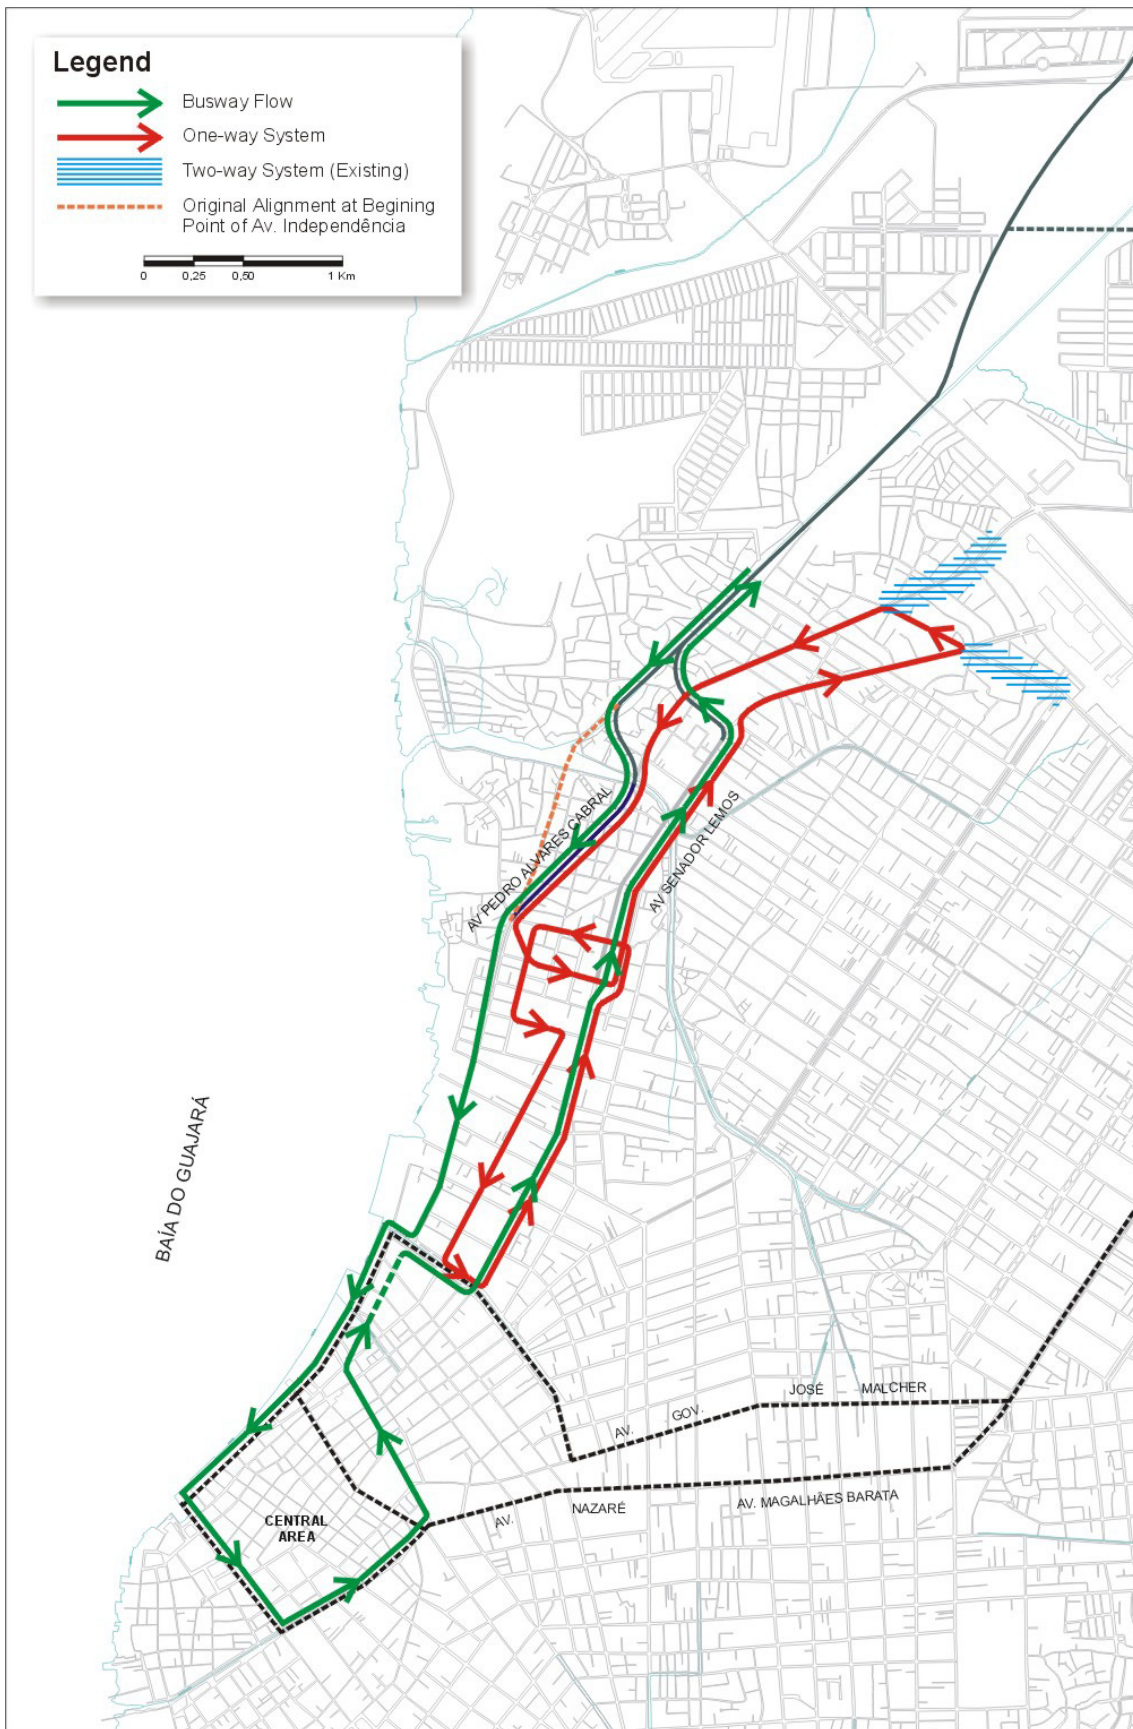 Legend
Busway Flow
One-way System
Two-way System (Existing)
Original Alignment at Begining
Point of Av. Independência
0 0,25 0,50 1 Km
AV PEDRO ALVARES CABRAL
AV SENADOR LEMOS
BAÍA DO GUAJARÁ
AV. GOV. JOSÉ MALCHER
CENTRAL
AREA
AV. NAZARÉ
AV. MAGALHÃES BARATA